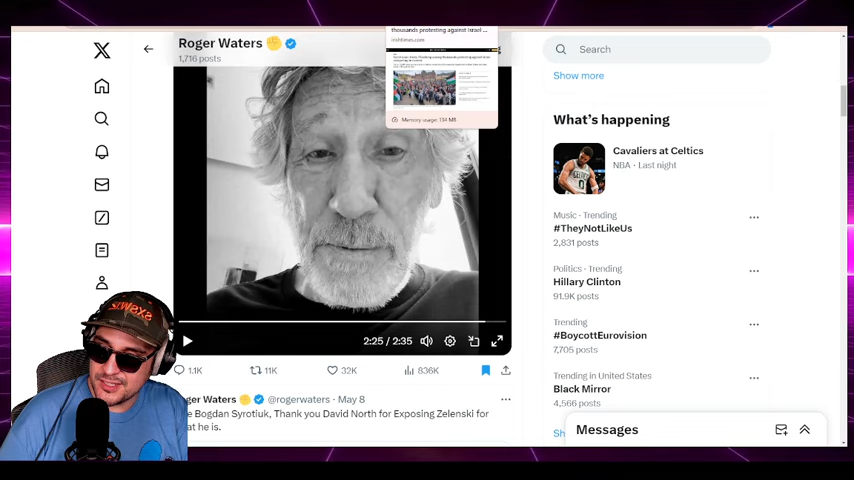 Roger Waters
1,716 posts
thousands protesting against Israel ...
irishtimes.com
Memory usage: 134 MB
Search
Show more
What's happening
Cavaliers at Celtics
NBA · Last night
Music · Trending
#TheyNotLikeUs
2,831 posts
Politics · Trending
Hillary Clinton
91.9K posts
Trending
#BoycottEurovision
7,705 posts
Trending in United States
Black Mirror
4,566 posts
2:25 / 2:35
1.1K 11K 32K 836K
ger Waters @rogerwaters · May 8
e Bogdan Syrotiuk, Thank you David North for Exposing Zelenski for
at he is.
Sh
Messages
SXSWSX